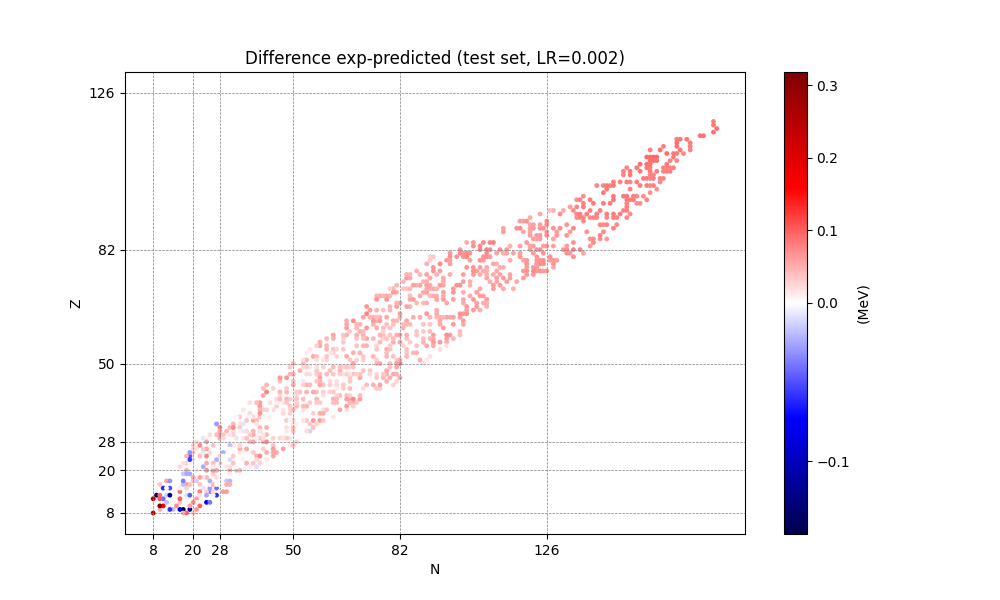 Difference exp-predicted (test set, LR=0.002)
126
82
50
28
20
8
Z
8 20 28 50 82 126
N
0.3
0.2
0.1
0.0
−0.1
(MeV)